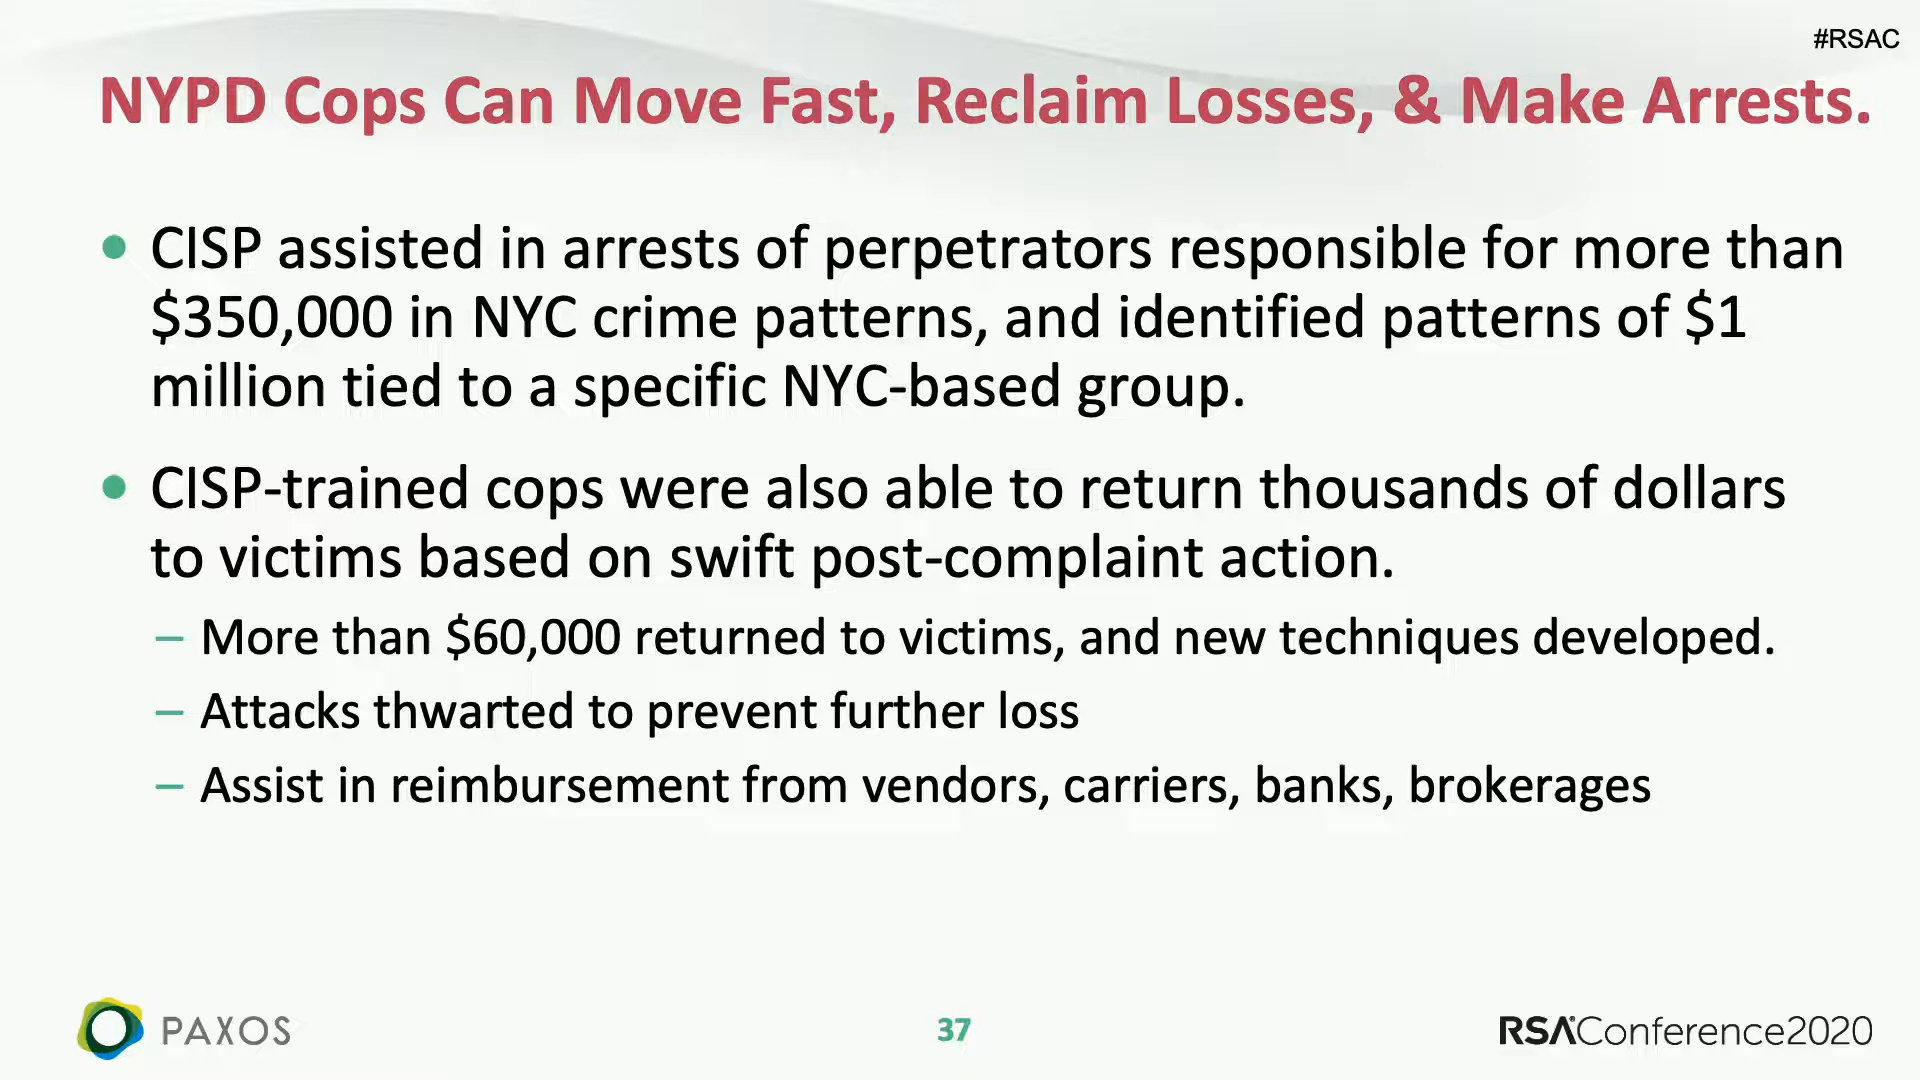 #RSAC
NYPD Cops Can Move Fast, Reclaim Losses, & Make Arrests.
• CISP assisted in arrests of perpetrators responsible for more than
$350,000 in NYC crime patterns, and identified patterns of $1
million tied to a specific NYC-based group.
• CISP-trained cops were also able to return thousands of dollars
to victims based on swift post-complaint action.
– More than $60,000 returned to victims, and new techniques developed.
– Attacks thwarted to prevent further loss
– Assist in reimbursement from vendors, carriers, banks, brokerages
PAXOS
37
RSAConference2020